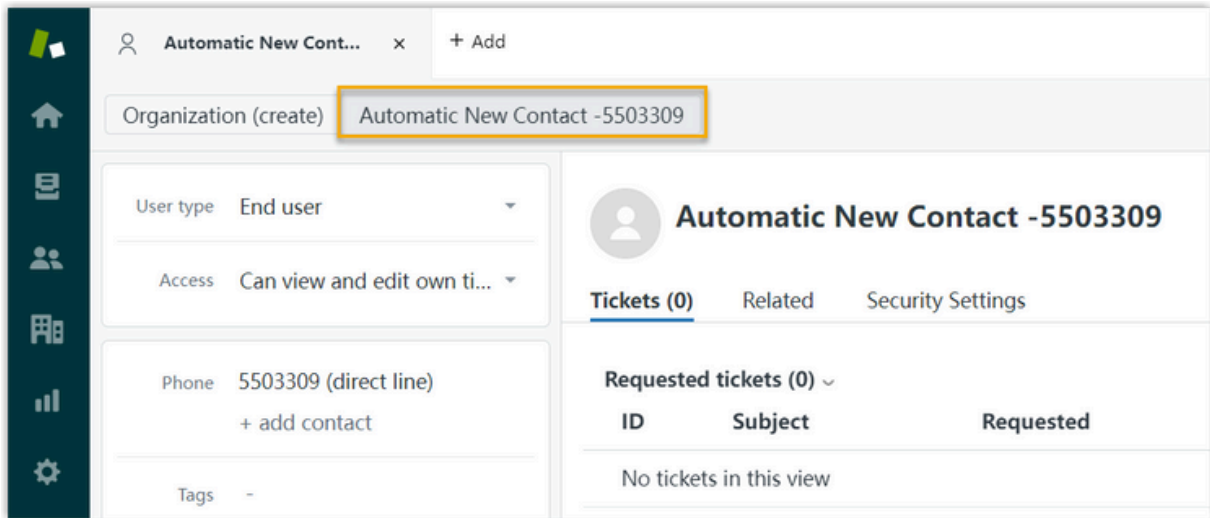 Automatic New Cont... × + Add
Organization (create) Automatic New Contact -5503309
User type End user
Access Can view and edit own ti...
Phone 5503309 (direct line)
+ add contact
Tags -
Automatic New Contact -5503309
Tickets (0) Related Security Settings
Requested tickets (0)
ID Subject Requested
No tickets in this view